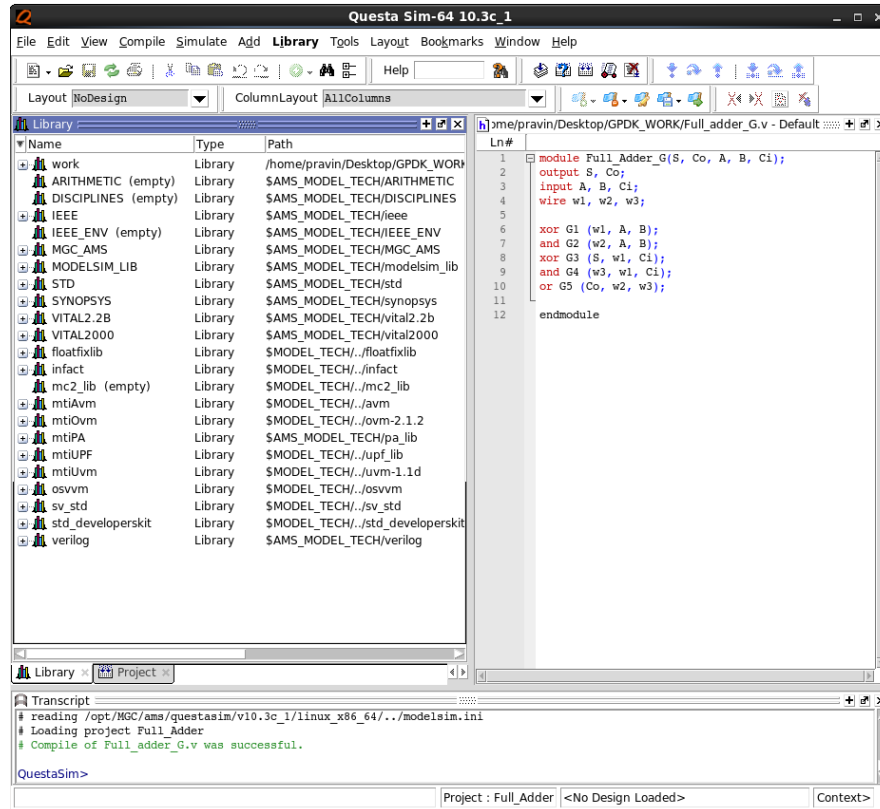 Questa Sim-64 10.3c_1
File Edit View Compile Simulate Add Library Tools Layout Bookmarks Window Help
Help
Layout NoDesign ColumnLayout AllColumns
Library
Name Type Path
work Library /home/pravin/Desktop/GPDK_WORK
ARITHMETIC (empty) Library $AMS_MODEL_TECH/ARITHMETIC
DISCIPLINES (empty) Library $AMS_MODEL_TECH/DISCIPLINES
IEEE Library $AMS_MODEL_TECH/ieee
IEEE_ENV (empty) Library $AMS_MODEL_TECH/IEEE_ENV
MGC_AMS Library $AMS_MODEL_TECH/MGC_AMS
MODELSIM_LIB Library $AMS_MODEL_TECH/modelsim_lib
STD Library $AMS_MODEL_TECH/std
SYNOPSYS Library $AMS_MODEL_TECH/synopsys
VITAL2.2B Library $AMS_MODEL_TECH/vital2.2b
VITAL2000 Library $AMS_MODEL_TECH/vital2000
floatfixlib Library $MODEL_TECH/../floatfixlib
infact Library $MODEL_TECH/../infact
mc2_lib (empty) Library $MODEL_TECH/../mc2_lib
mtiAvm Library $MODEL_TECH/../avm
mtiOvm Library $MODEL_TECH/../ovm-2.1.2
mtiPA Library $AMS_MODEL_TECH/pa_lib
mtiUPF Library $MODEL_TECH/../upf_lib
mtiUvm Library $MODEL_TECH/../uvm-1.1d
osvvm Library $MODEL_TECH/../osvvm
sv_std Library $MODEL_TECH/../sv_std
std_developerskit Library $MODEL_TECH/../std_developerskit
verilog Library $AMS_MODEL_TECH/verilog
Library Project
h ome/pravin/Desktop/GPDK_WORK/Full_adder_G.v - Default
Ln#
1 module Full_Adder_G(S, Co, A, B, Ci);
2 output S, Co;
3 input A, B, Ci;
4 wire w1, w2, w3;
5
6 xor G1 (w1, A, B);
7 and G2 (w2, A, B);
8 xor G3 (S, w1, Ci);
9 and G4 (w3, w1, Ci);
10 or G5 (Co, w2, w3);
11
12 endmodule
Transcript
# reading /opt/MGC/ams/questasim/v10.3c_1/linux_x86_64/../modelsim.ini
# Loading project Full_Adder
# Compile of Full_adder_G.v was successful.
QuestaSim>
Project : Full_Adder <No Design Loaded> Context>